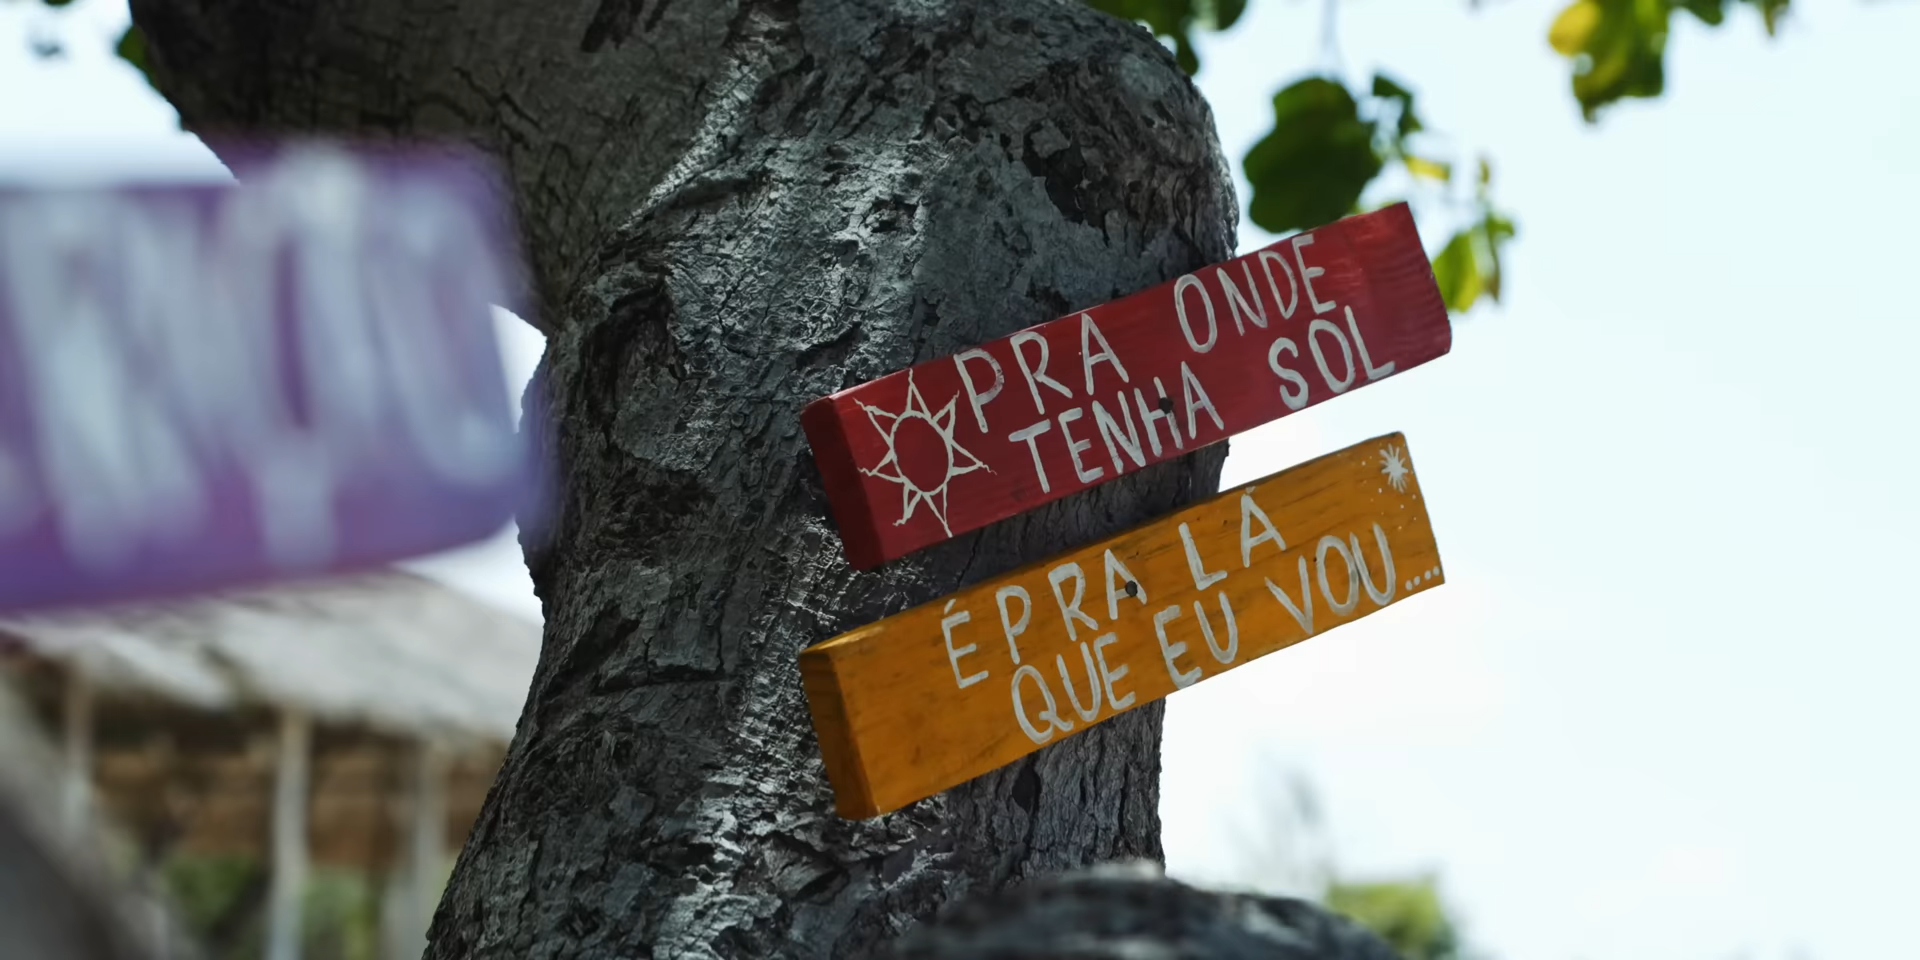 PRA ONDE
TENHA SOL
É PRA LÁ
QUE EU VOU....